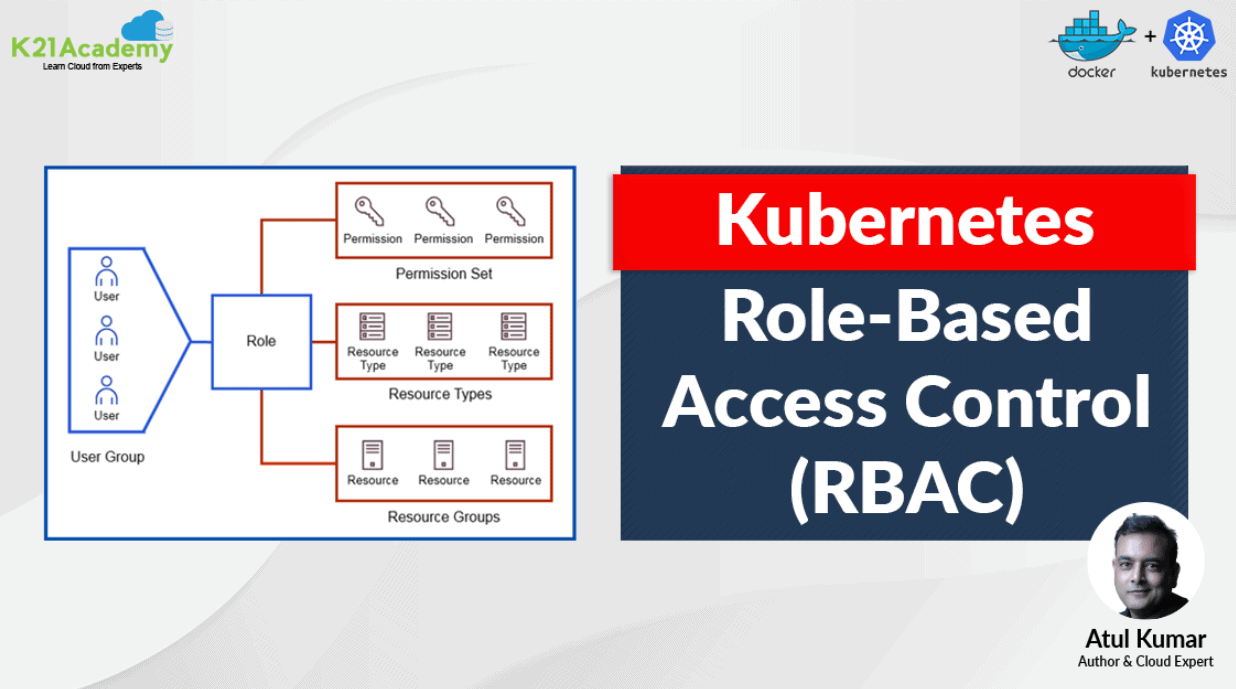 K21Academy
Learn Cloud from Experts
docker
+
kubernetes
User
User
User
User Group
Role
Permission Permission Permission
Permission Set
Resource Resource Resource
Type Type Type
Resource Types
Resource Resource Resource
Resource Groups
Kubernetes
Role-Based
Access Control
(RBAC)
Atul Kumar
Author & Cloud Expert